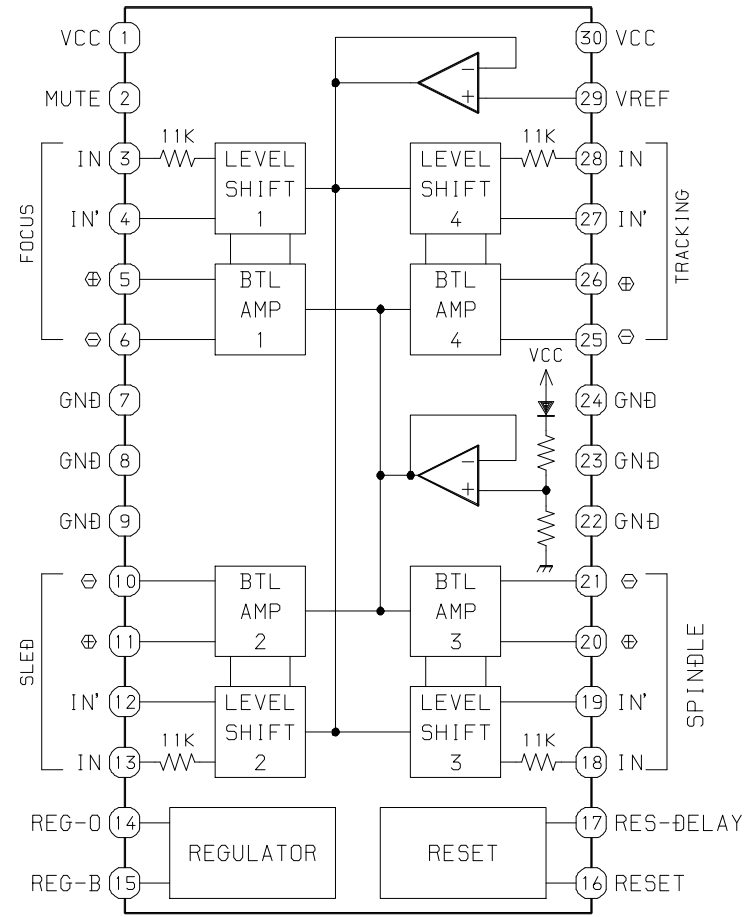 VCC 1
30 VCC
MUTE 2
29 VREF
FOCUS
IN 3
11K
LEVEL
SHIFT
1
IN' 4
⊕ 5
BTL
AMP
1
⊖ 6
-
+
LEVEL
SHIFT
4
11K
28 IN
27 IN'
BTL
AMP
4
26 ⊕
25 ⊖
TRACKING
VCC
GND 7
24 GND
GND 8
-
+
23 GND
GND 9
22 GND
SLED
⊖ 10
BTL
AMP
2
⊕ 11
IN' 12
LEVEL
SHIFT
2
11K
IN 13
BTL
AMP
3
21 ⊖
20 ⊕
LEVEL
SHIFT
3
19 IN'
11K
18 IN
SPINDLE
REG-O 14
REGULATOR
REG-B 15
RESET
17 RES-DELAY
16 RESET